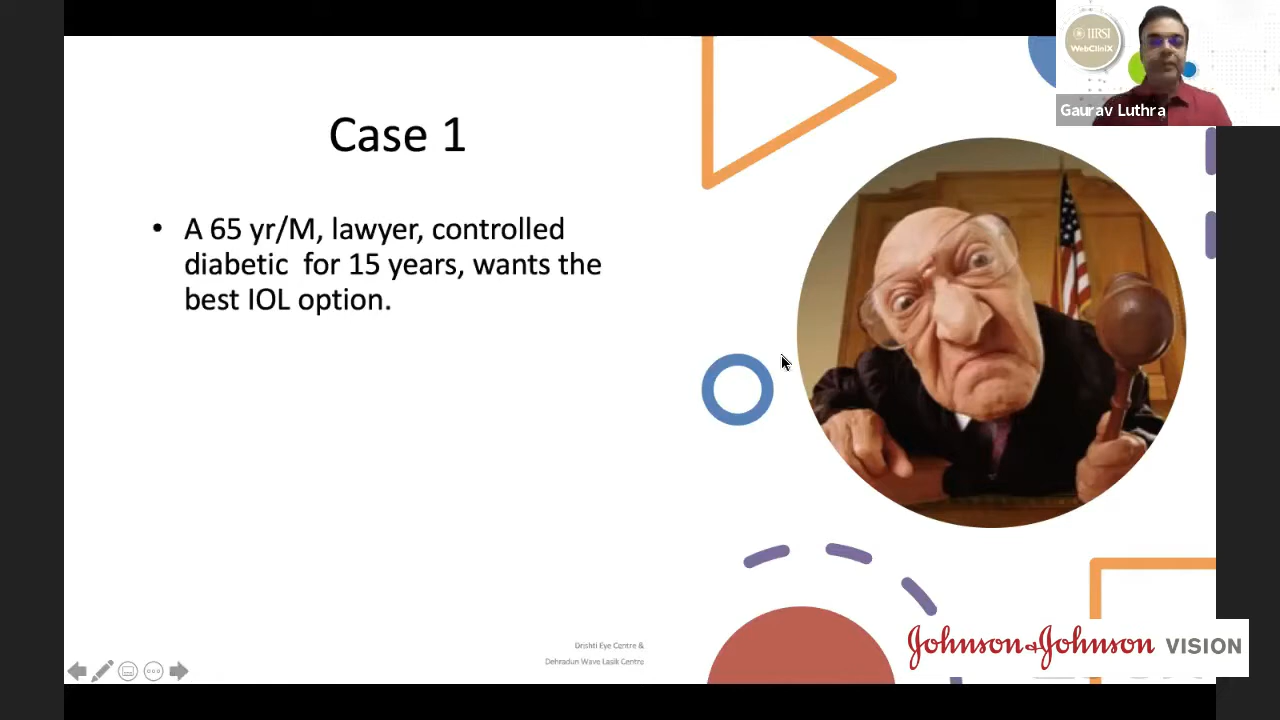 IIRSI
WebCliniX
Gaurav Luthra
Case 1
• A 65 yr/M, lawyer, controlled
diabetic for 15 years, wants the
best IOL option.
Drishti Eye Centre &
Dehradun Wave Lasik Centre
Johnson & Johnson VISION